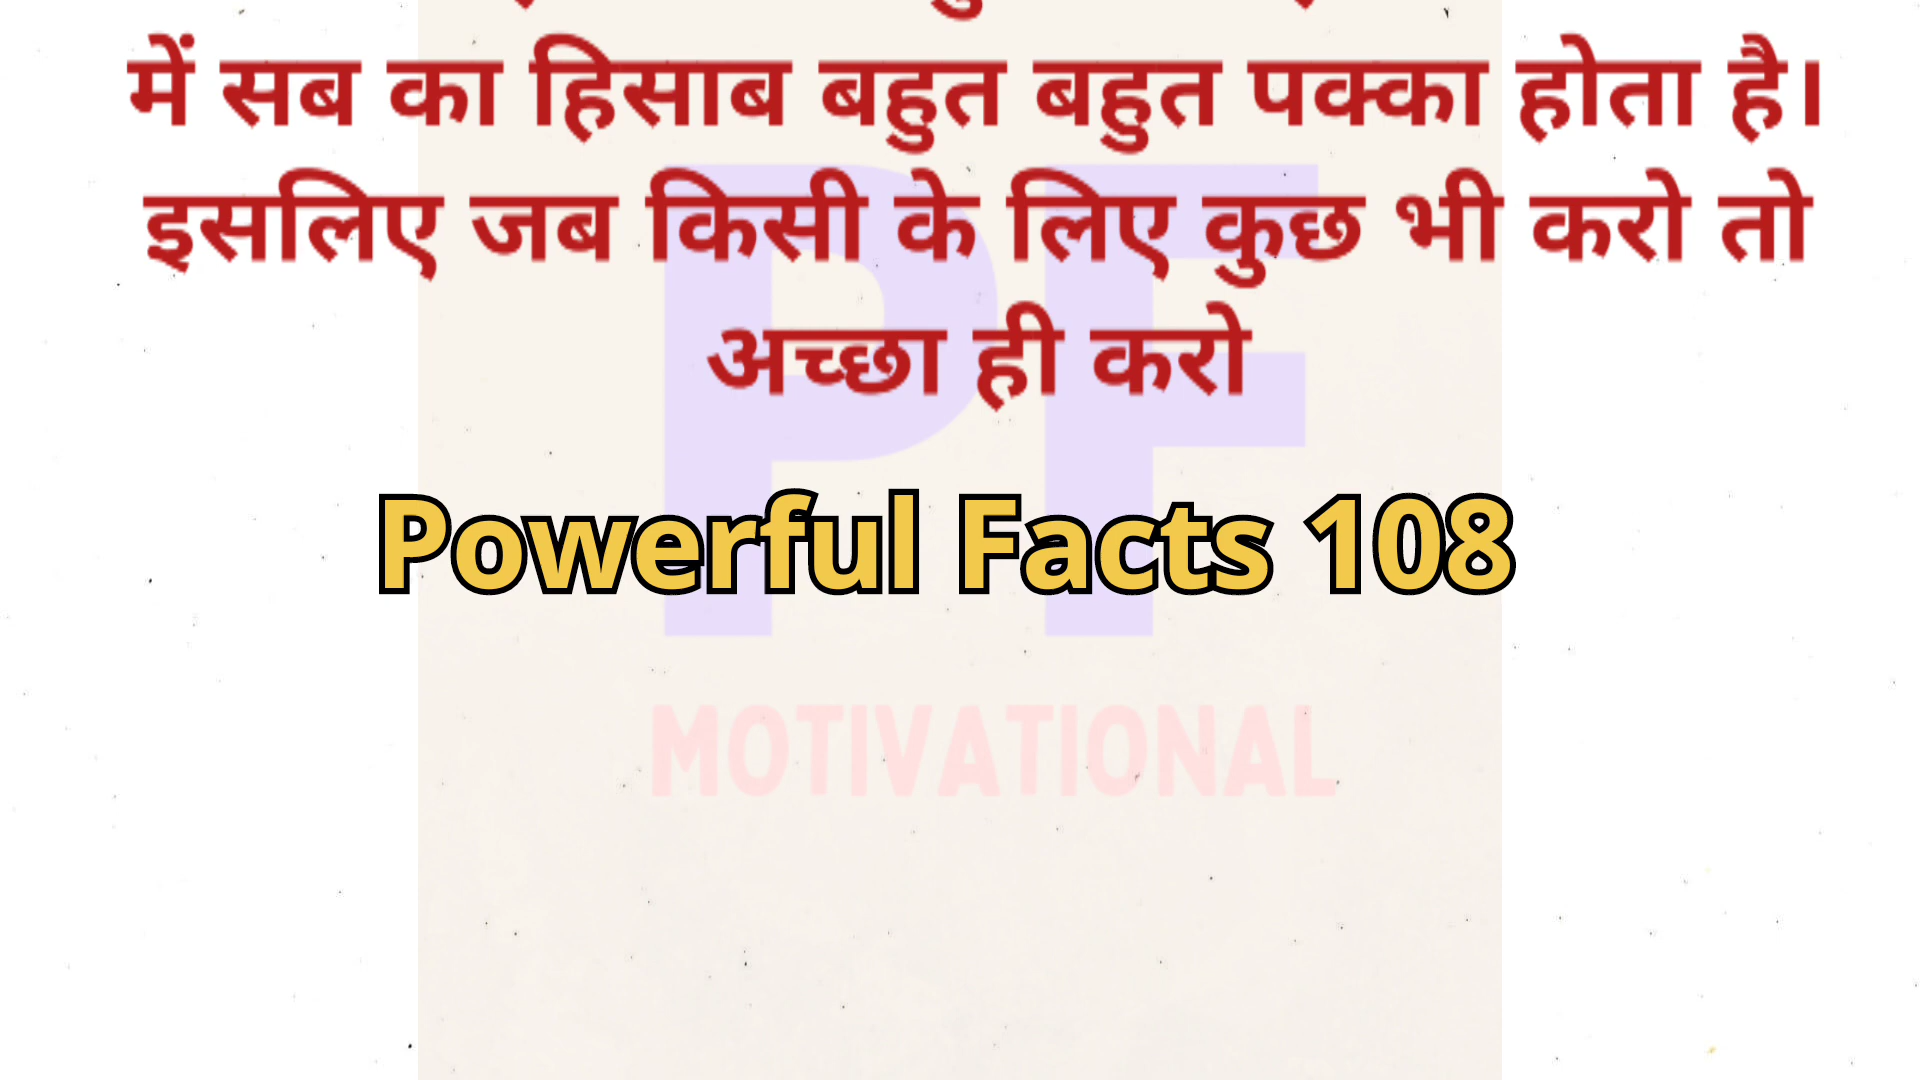 में सब का हिसाब बहुत बहुत पक्का होता है।
इसलिए जब किसी के लिए कुछ भी करो तो
अच्छा ही करो
PF
Powerful Facts 108
MOTIVATIONAL